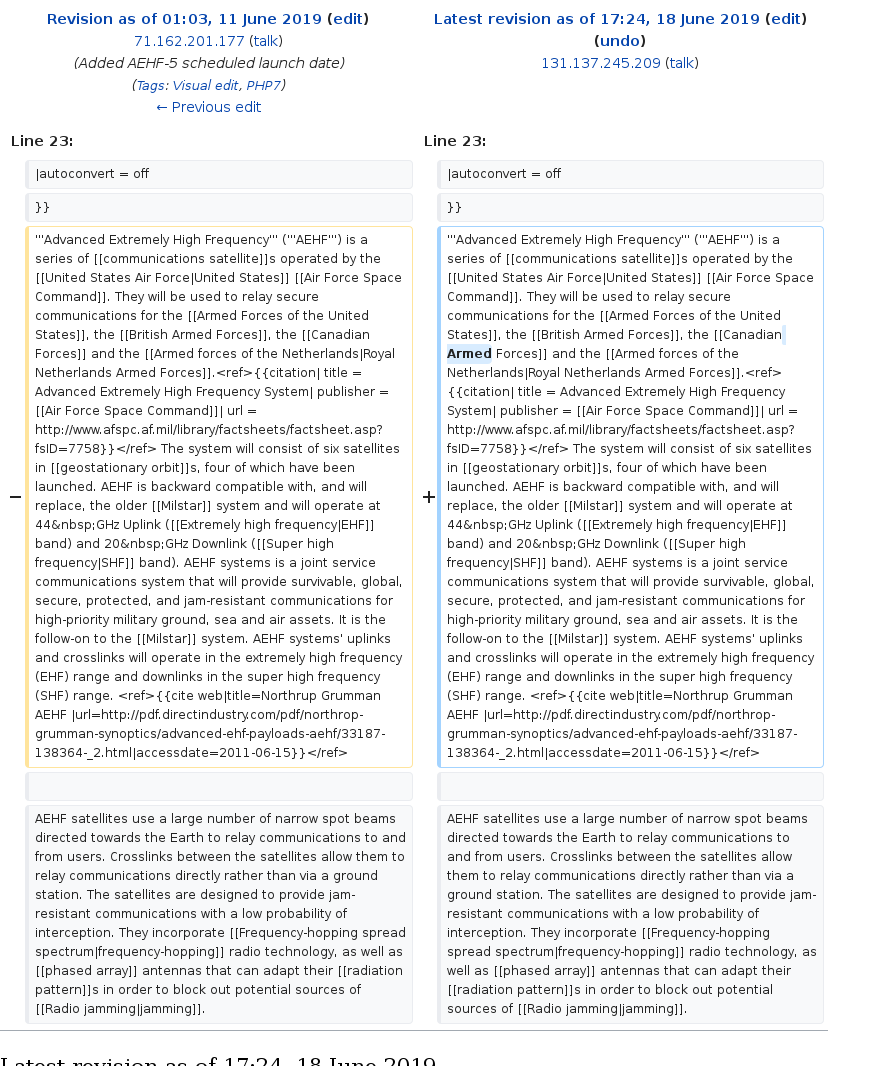 Revision as of 01:03, 11 June 2019 (edit)
71.162.201.177 (talk)
(Added AEHF-5 scheduled launch date)
(Tags: Visual edit, PHP7)
← Previous edit
Latest revision as of 17:24, 18 June 2019 (edit)
(undo)
131.137.245.209 (talk)
Line 23:
|autoconvert = off
}}
− '''Advanced Extremely High Frequency''' ('''AEHF''') is a
series of [[communications satellite]]s operated by the
[[United States Air Force|United States]] [[Air Force Space
Command]]. They will be used to relay secure
communications for the [[Armed Forces of the United
States]], the [[British Armed Forces]], the [[Canadian
Forces]] and the [[Armed forces of the Netherlands|Royal
Netherlands Armed Forces]].<ref>{{citation| title =
Advanced Extremely High Frequency System| publisher =
[[Air Force Space Command]]| url =
http://www.afspc.af.mil/library/factsheets/factsheet.asp?
fsID=7758}}</ref> The system will consist of six satellites
in [[geostationary orbit]]s, four of which have been
launched. AEHF is backward compatible with, and will
replace, the older [[Milstar]] system and will operate at
44&nbsp;GHz Uplink ([[Extremely high frequency|EHF]]
band) and 20&nbsp;GHz Downlink ([[Super high
frequency|SHF]] band). AEHF systems is a joint service
communications system that will provide survivable, global,
secure, protected, and jam-resistant communications for
high-priority military ground, sea and air assets. It is the
follow-on to the [[Milstar]] system. AEHF systems' uplinks
and crosslinks will operate in the extremely high frequency
(EHF) range and downlinks in the super high frequency
(SHF) range. <ref>{{cite web|title=Northrup Grumman
AEHF |url=http://pdf.directindustry.com/pdf/northrop-
grumman-synoptics/advanced-ehf-payloads-aehf/33187-
138364-_2.html|accessdate=2011-06-15}}</ref>
AEHF satellites use a large number of narrow spot beams
directed towards the Earth to relay communications to and
from users. Crosslinks between the satellites allow them to
relay communications directly rather than via a ground
station. The satellites are designed to provide jam-
resistant communications with a low probability of
interception. They incorporate [[Frequency-hopping spread
spectrum|frequency-hopping]] radio technology, as well as
[[phased array]] antennas that can adapt their [[radiation
pattern]]s in order to block out potential sources of
[[Radio jamming|jamming]].
Line 23:
|autoconvert = off
}}
+ '''Advanced Extremely High Frequency''' ('''AEHF''') is a
series of [[communications satellite]]s operated by the
[[United States Air Force|United States]] [[Air Force Space
Command]]. They will be used to relay secure
communications for the [[Armed Forces of the United
States]], the [[British Armed Forces]], the [[Canadian
Armed Forces]] and the [[Armed forces of the
Netherlands|Royal Netherlands Armed Forces]].<ref>
{{citation| title = Advanced Extremely High Frequency
System| publisher = [[Air Force Space Command]]| url =
http://www.afspc.af.mil/library/factsheets/factsheet.asp?
fsID=7758}}</ref> The system will consist of six satellites
in [[geostationary orbit]]s, four of which have been
launched. AEHF is backward compatible with, and will
replace, the older [[Milstar]] system and will operate at
44&nbsp;GHz Uplink ([[Extremely high frequency|EHF]]
band) and 20&nbsp;GHz Downlink ([[Super high
frequency|SHF]] band). AEHF systems is a joint service
communications system that will provide survivable, global,
secure, protected, and jam-resistant communications for
high-priority military ground, sea and air assets. It is the
follow-on to the [[Milstar]] system. AEHF systems' uplinks
and crosslinks will operate in the extremely high frequency
(EHF) range and downlinks in the super high frequency
(SHF) range. <ref>{{cite web|title=Northrup Grumman
AEHF |url=http://pdf.directindustry.com/pdf/northrop-
grumman-synoptics/advanced-ehf-payloads-aehf/33187-
138364-_2.html|accessdate=2011-06-15}}</ref>
AEHF satellites use a large number of narrow spot beams
directed towards the Earth to relay communications to
and from users. Crosslinks between the satellites allow
them to relay communications directly rather than via a
ground station. The satellites are designed to provide jam-
resistant communications with a low probability of
interception. They incorporate [[Frequency-hopping
spread spectrum|frequency-hopping]] radio technology, as
well as [[phased array]] antennas that can adapt their
[[radiation pattern]]s in order to block out potential
sources of [[Radio jamming|jamming]].
Latest revision as of 17:24, 18 June 2019